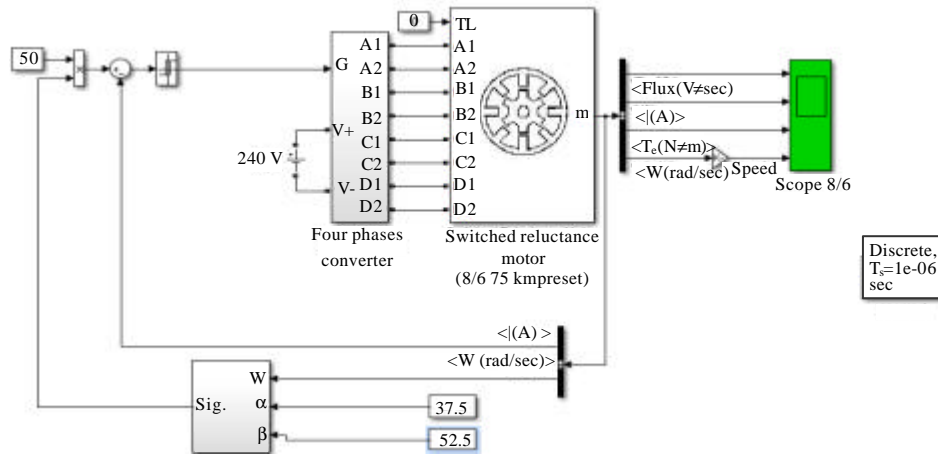 0
TL
50
G
A1
A2
B1
B2
C1
C2
D1
D2
A1
A2
B1
B2
C1
C2
D1
D2
m
V+
V-
240 V
Four phases
converter
Switched reluctance
motor
(8/6 75 kmpreset)
<Flux(V≠sec)
<|(A)>
<Te(N≠m)>
<W(rad/sec)>
Speed
Scope 8/6
Discrete,
Ts=1e-06
sec
<|(A) >
<W (rad/sec)>
Sig.
W
α
β
37.5
52.5